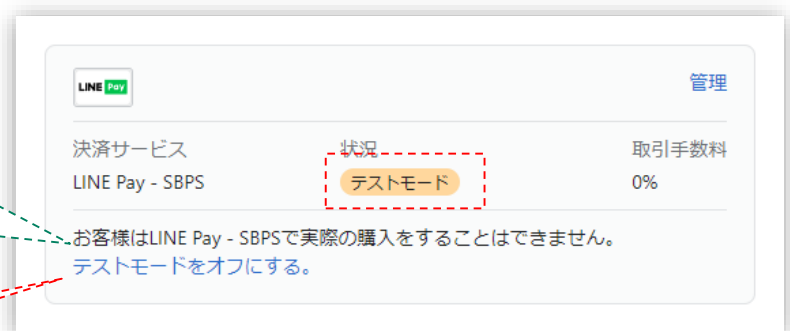 LINE Pay
管理
決済サービス 状況 取引手数料
LINE Pay - SBPS テストモード 0%
お客様はLINE Pay - SBPSで実際の購入をすることはできません。
テストモードをオフにする。